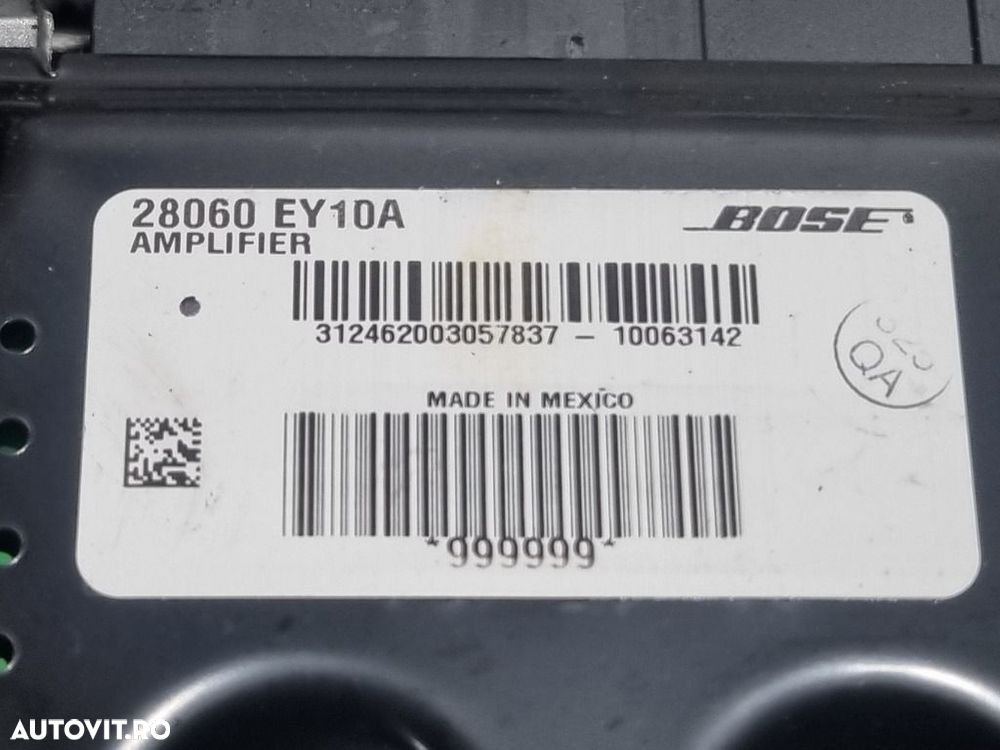 28060 EY10A
AMPLIFIER
BOSE
312462003057837 - 10063142
QA
MADE IN MEXICO
*999999*
AUTOVIT.RO